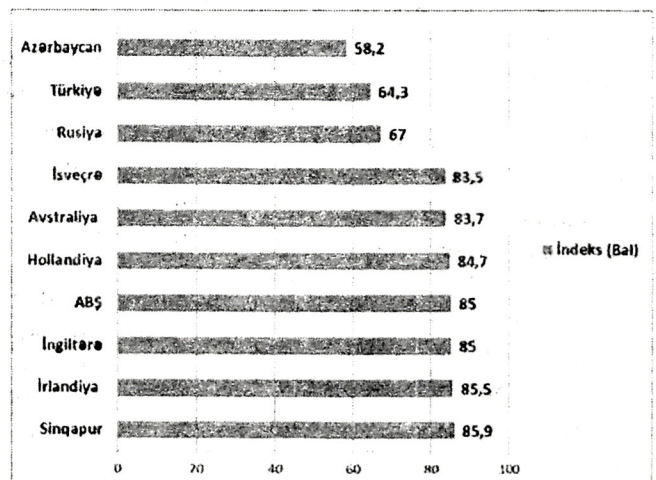 Azərbaycan 58,2
Türkiyə 64,3
Rusiya 67
İsveçrə 83,5
Avstraliya 83,7
Hollandiya 84,7
İndeks (Bal)
ABŞ 85
İngiltərə 85
İrlandiya 85,5
Sinqapur 85,9
0 20 40 60 80 100